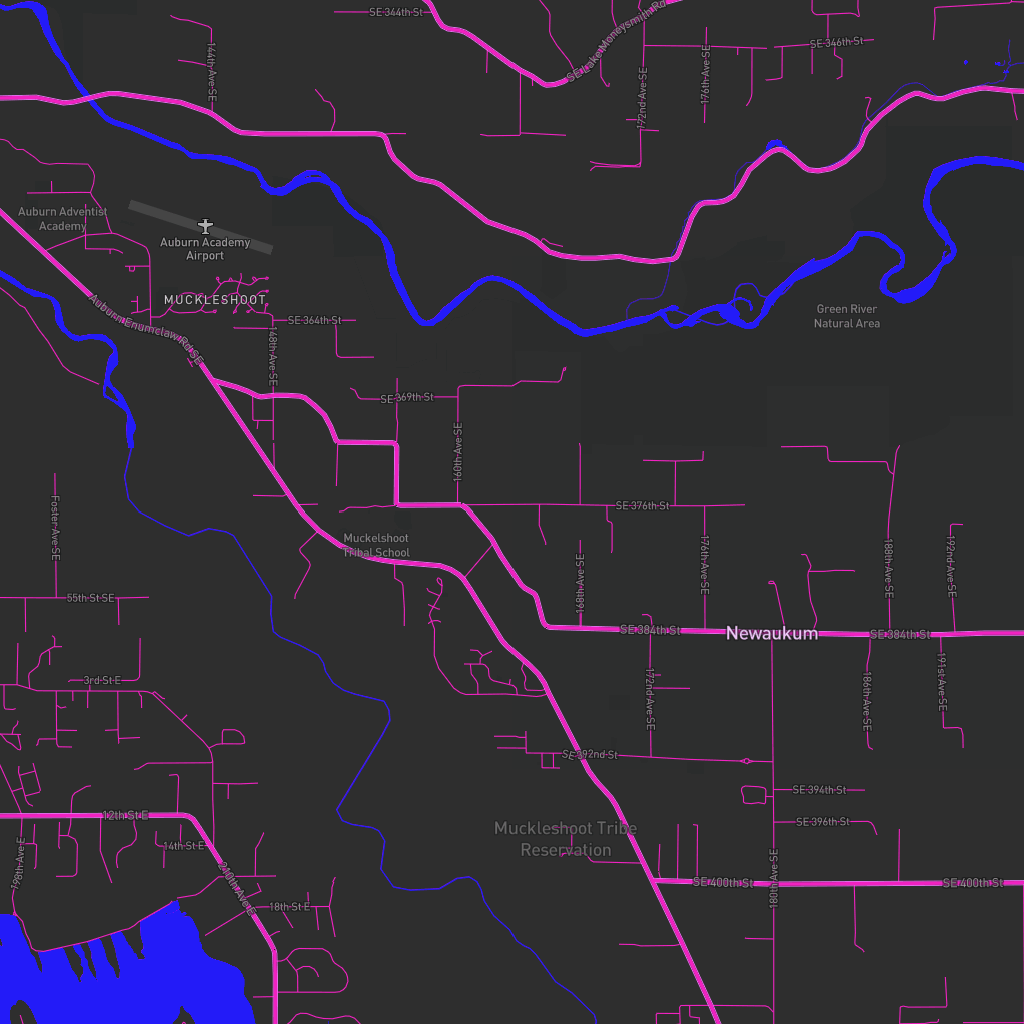 SE 344th St
SE Lake Moneysmith Rd
SE 346th St
144th Ave SE
172nd Ave SE
176th Ave SE
Auburn Adventist
Academy
Auburn Academy
Airport
MUCKLESHOOT
Auburn Enumclaw Rd SE
SE 364th St
148th Ave SE
Green River
Natural Area
SE 369th St
160th Ave SE
SE 376th St
Foster Ave SE
Muckelshoot
Tribal School
168th Ave SE
176th Ave SE
188th Ave SE
192nd Ave SE
55th St SE
SE 384th St
Newaukum
SE 384th St
3rd St E
172nd Ave SE
186th Ave SE
191st Ave SE
SE 392nd St
SE 394th St
12th St E
SE 396th St
Muckleshoot Tribe
Reservation
14th St E
198th Ave E
210th Ave E
180th Ave SE
SE 400th St
SE 400th St
18th St E